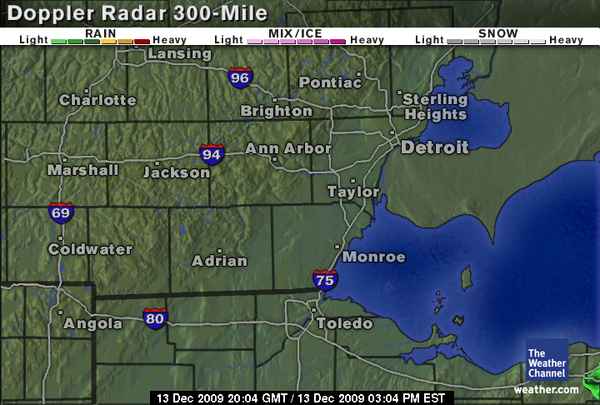 Doppler Radar 300-Mile
RAIN MIX/ICE SNOW
Light Heavy Light Heavy Light Heavy
Lansing
96
Pontiac
Charlotte
Brighton
Sterling
Heights
94
Ann Arbor
Detroit
Marshall
Jackson
Taylor
69
Coldwater
Adrian
Monroe
75
Angola
80
Toledo
The
Weather
Channel
weather.com
13 Dec 2009 20:04 GMT / 13 Dec 2009 03:04 PM EST